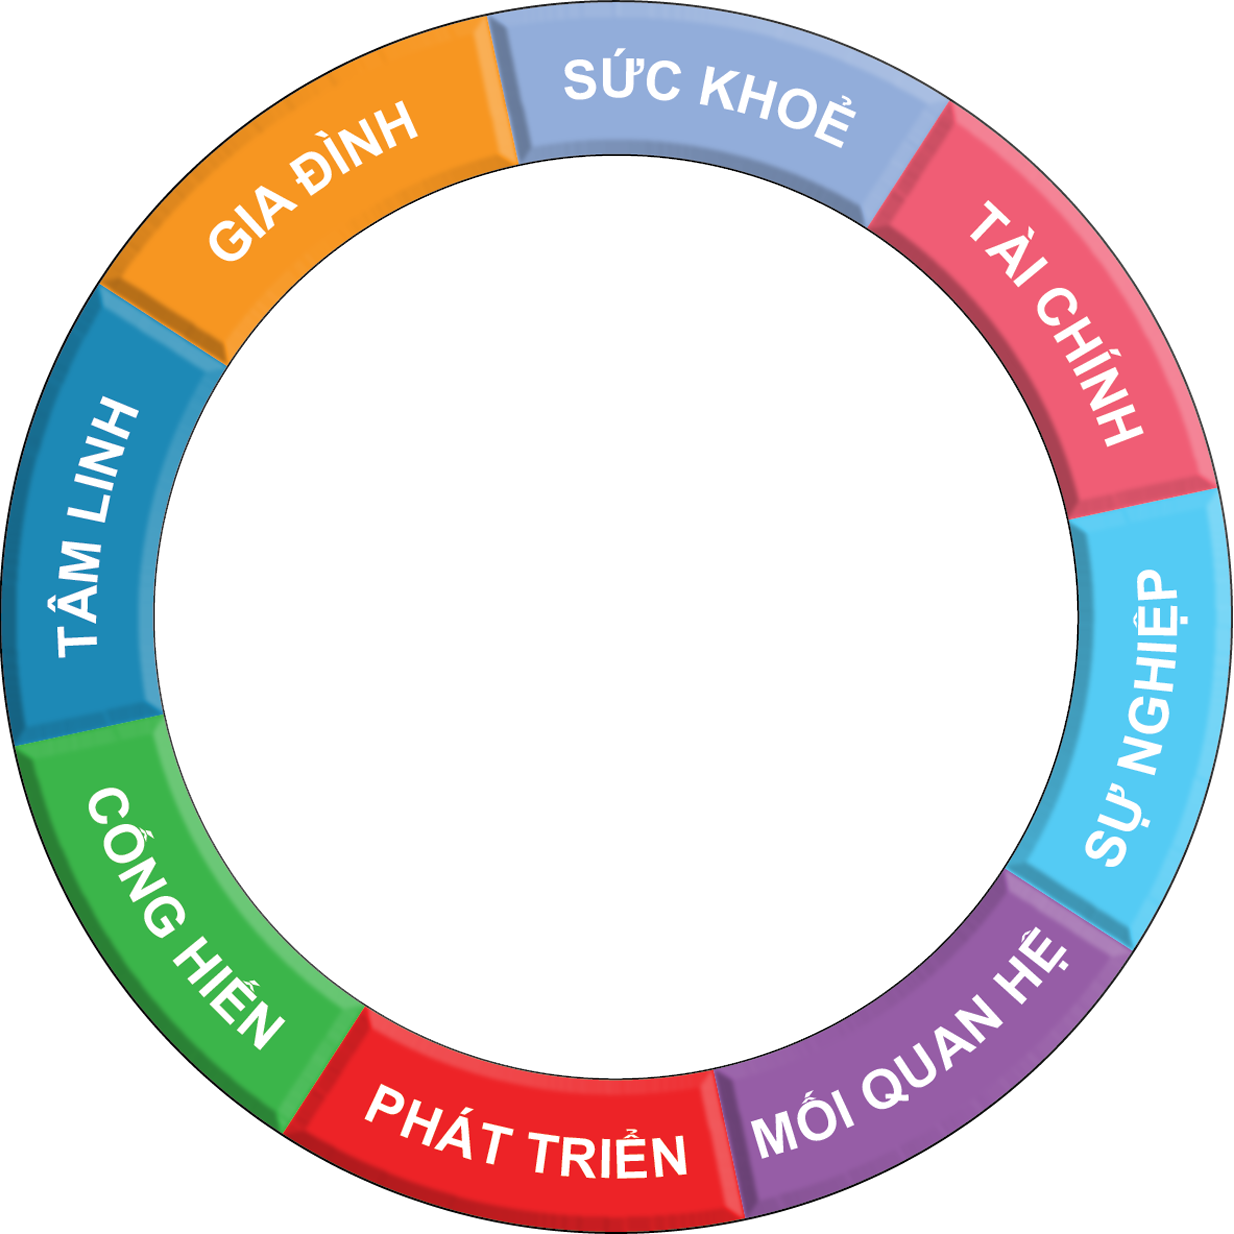 SỨC KHOẺ
TÀI CHÍNH
SỰ NGHIỆP
MỐI QUAN HỆ
PHÁT TRIỂN
CỐNG HIẾN
TÂM LINH
GIA ĐÌNH